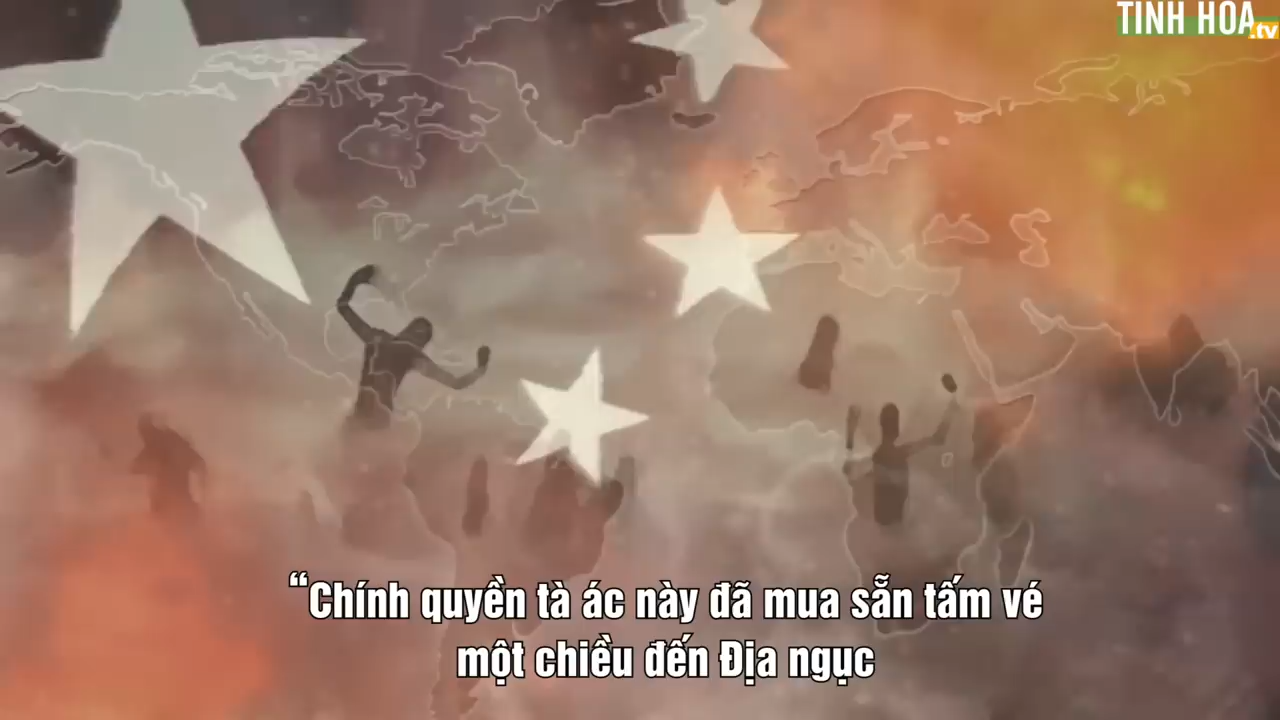 TINH HOA
.tv
“Chính quyền tà ác này đã mua sẵn tấm vé
một chiều đến Địa ngục